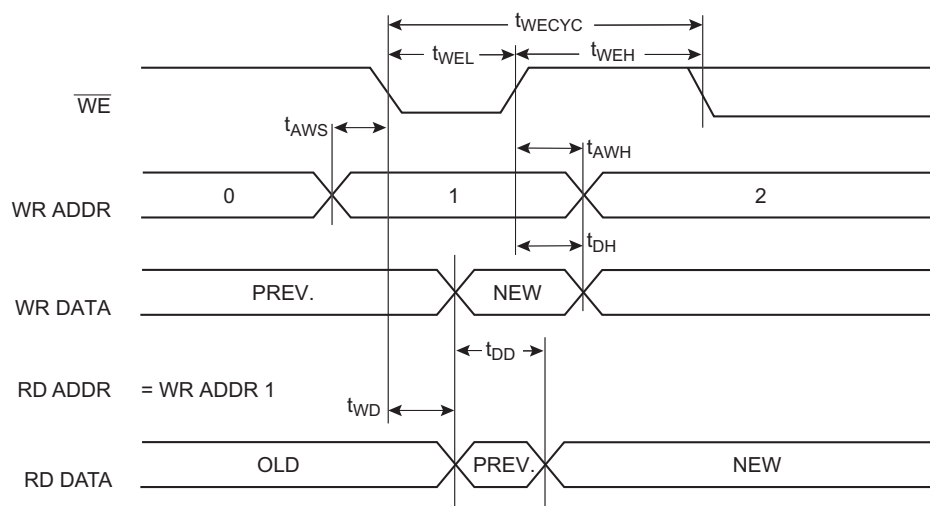 tWECYC
tWEL
tWEH
WE
tAWS
tAWH
WR ADDR
0
1
2
tDH
WR DATA
PREV.
NEW
tDD
RD ADDR = WR ADDR 1
tWD
RD DATA
OLD
PREV.
NEW